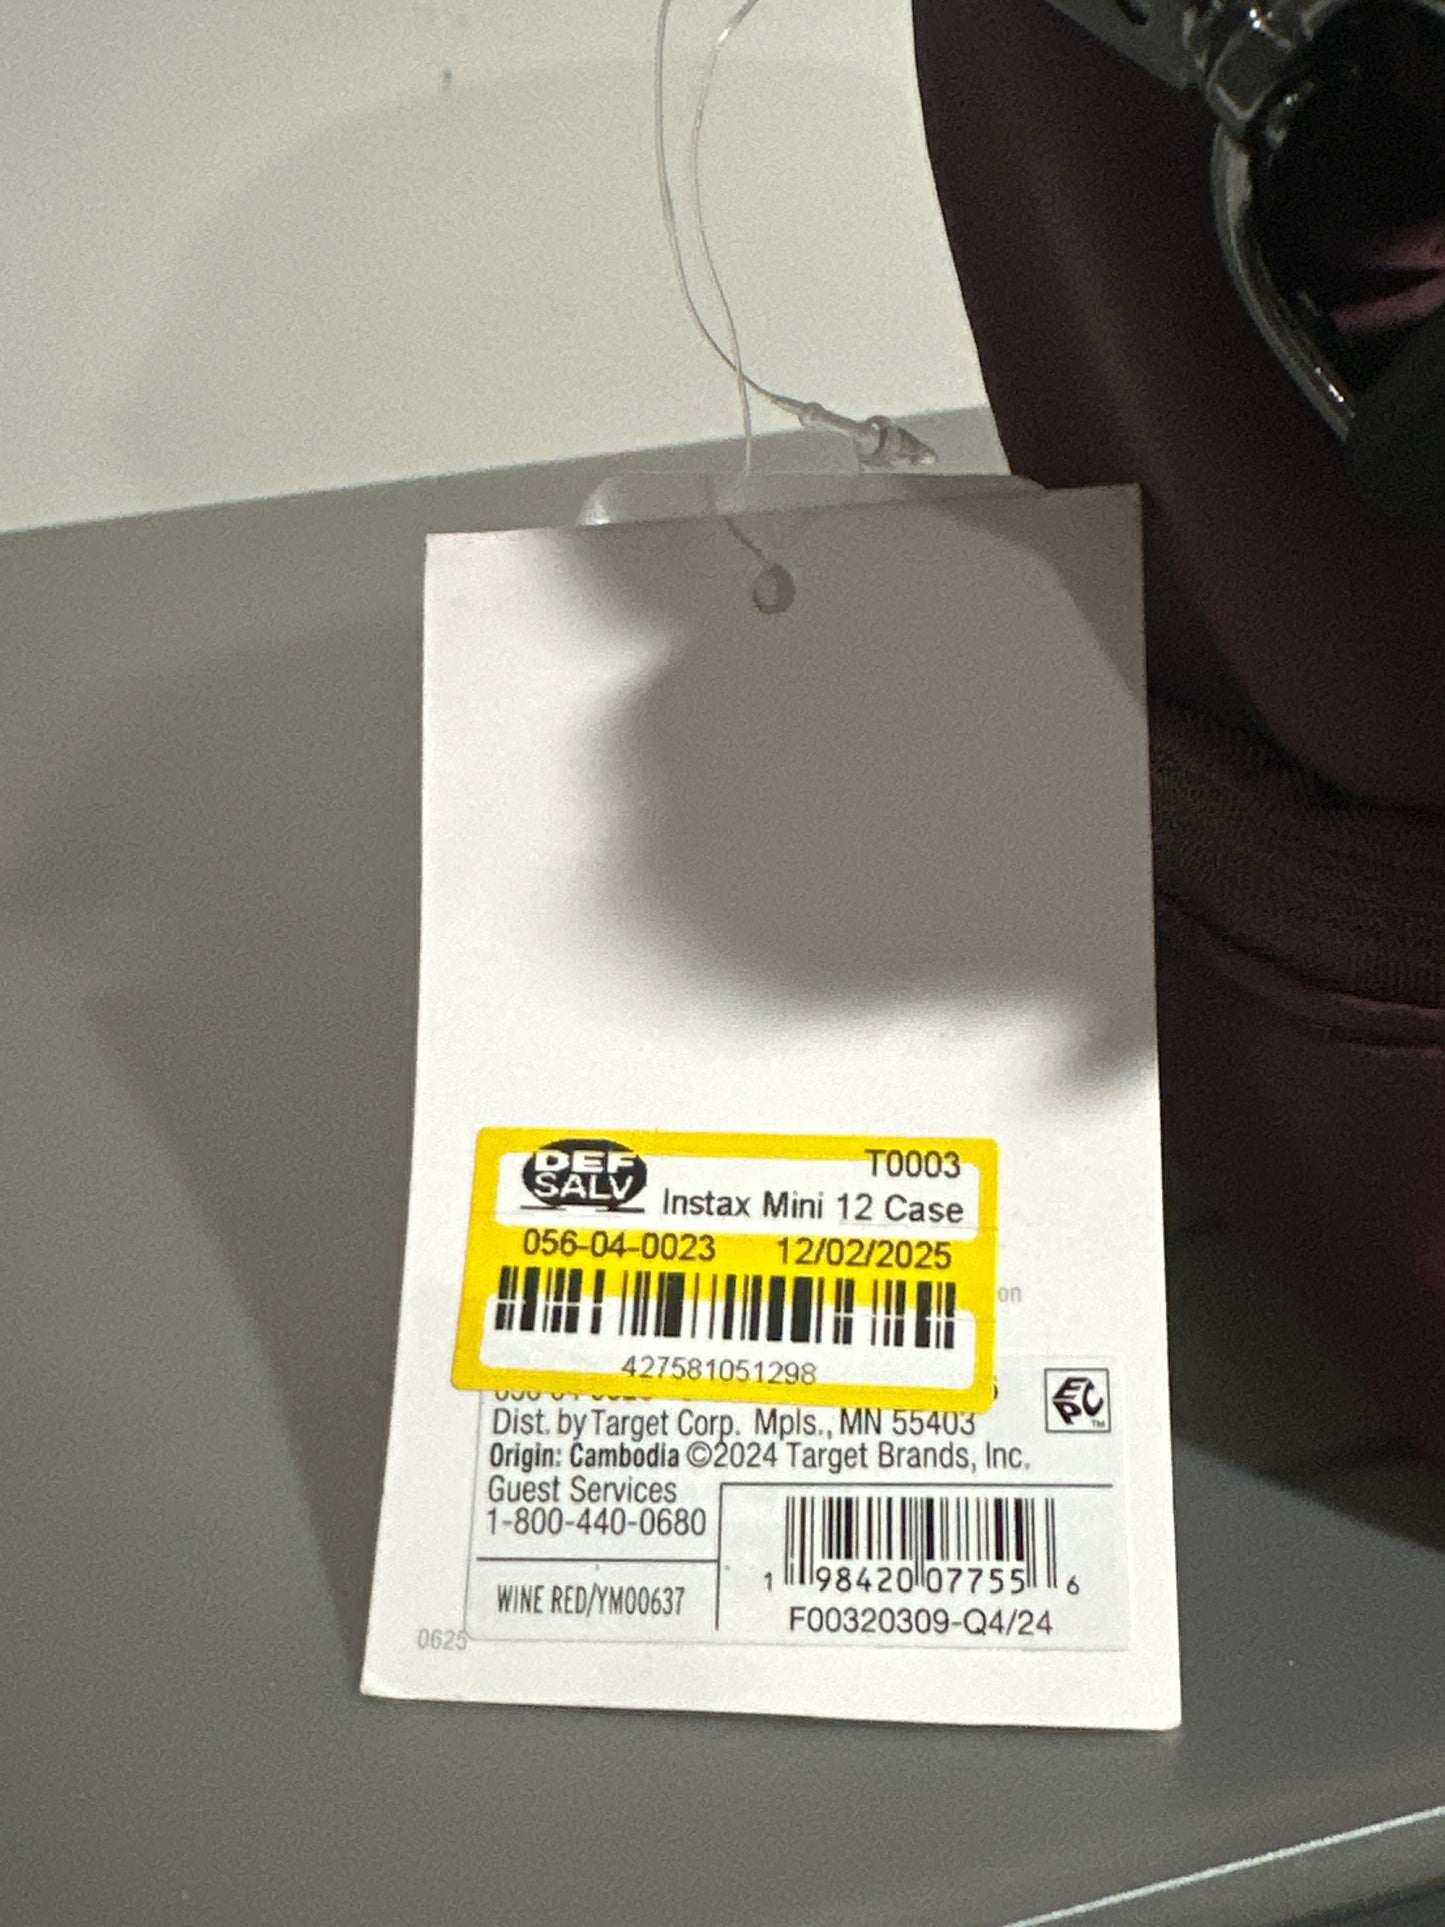 DEF
SALV
T0003
Instax Mini 12 Case
056-04-0023 12/02/2025
on
427581051298
EPC™
Dist. by Target Corp. Mpls., MN 55403
Origin: Cambodia ©2024 Target Brands, Inc.
Guest Services
1-800-440-0680
WINE RED/YM00637
1 98420 07755 6
F00320309-Q4/24
0625